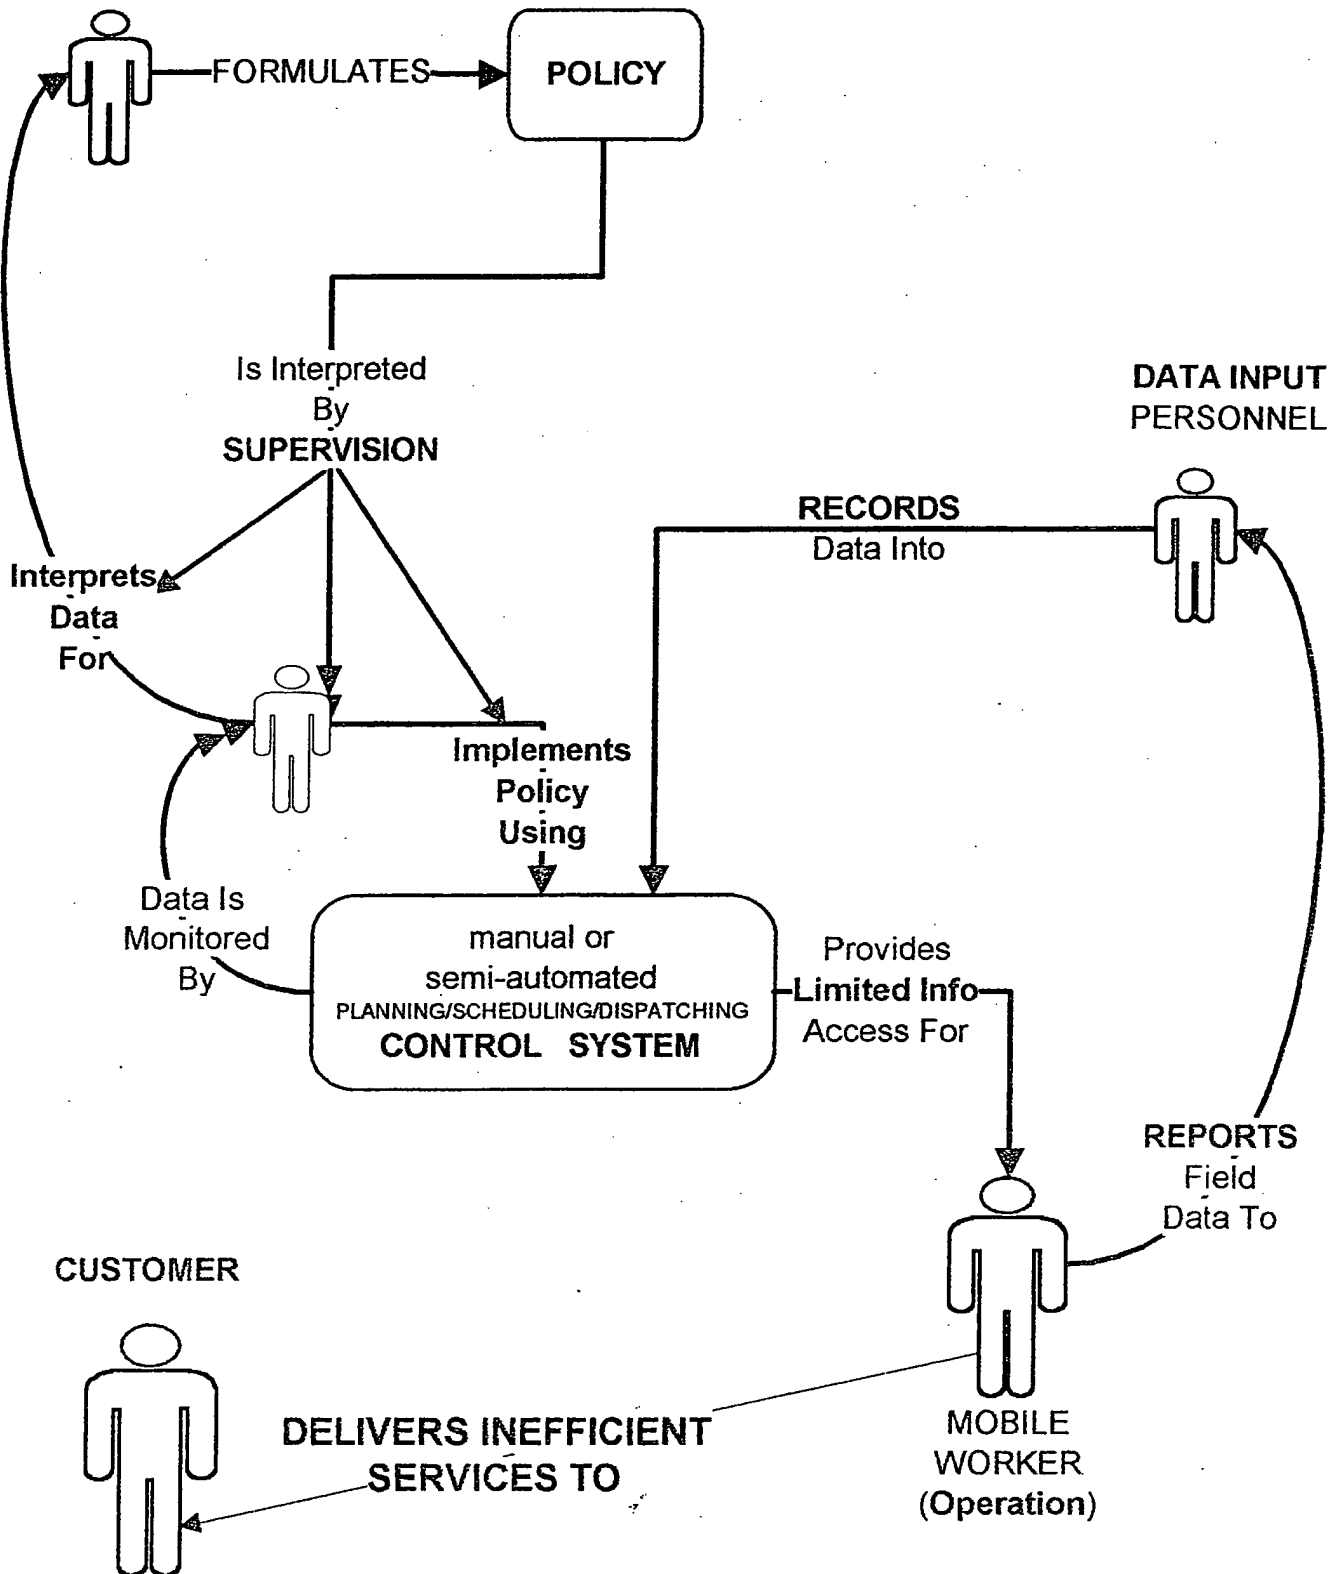 FORMULATES
POLICY
Is Interpreted
By
SUPERVISION
DATA INPUT
PERSONNEL
RECORDS
Data Into
Interprets
Data
For
Implements
Policy
Using
Data Is
Monitored
By
manual or
semi-automated
PLANNING/SCHEDULING/DISPATCHING
CONTROL SYSTEM
Provides
Limited Info
Access For
REPORTS
Field
Data To
CUSTOMER
DELIVERS INEFFICIENT
SERVICES TO
MOBILE
WORKER
(Operation)